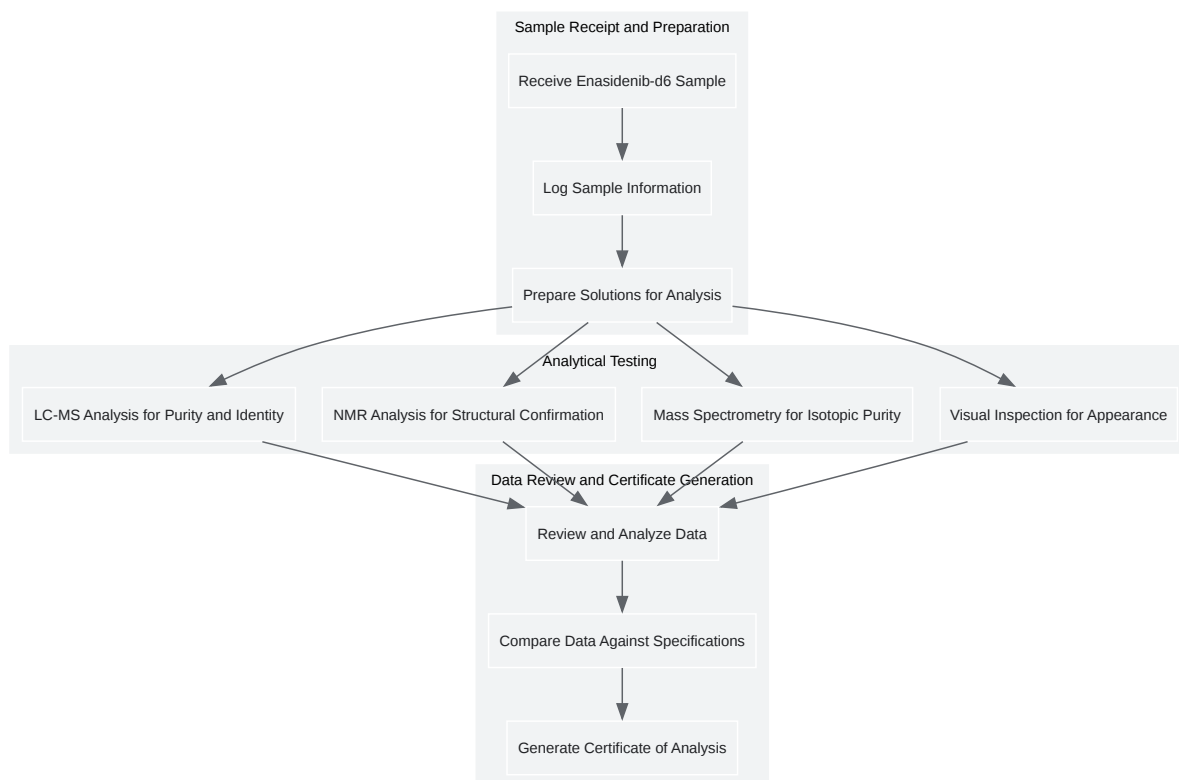 Sample Receipt and Preparation
Receive Enasidenib-d6 Sample
Log Sample Information
Prepare Solutions for Analysis
Analytical Testing
LC-MS Analysis for Purity and Identity
NMR Analysis for Structural Confirmation
Mass Spectrometry for Isotopic Purity
Visual Inspection for Appearance
Data Review and Certificate Generation
Review and Analyze Data
Compare Data Against Specifications
Generate Certificate of Analysis